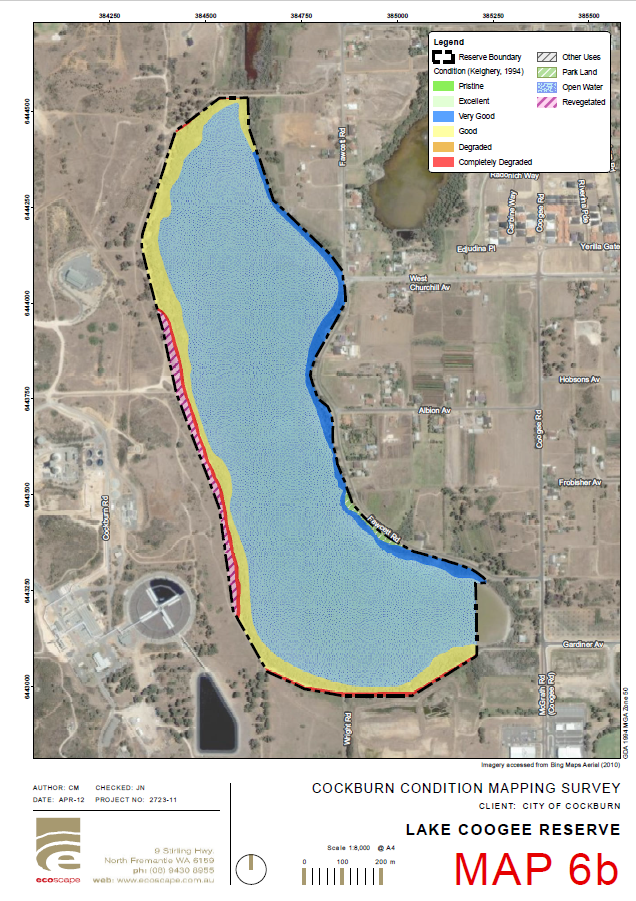 384250 384500 384750 385000 385250 385500
Legend
Reserve Boundary
Condition (Keighery, 1994)
Pristine
Excellent
Very Good
Good
Degraded
Completely Degraded
Other Uses
Park Land
Open Water
Revegetated
6444500
6444250
6444000
6443750
6443500
6443250
6443000
Fawcett Rd
Radonich Way
Carbine Way
Coogee Rd
Riverina Pde
Edjudina Pl
Yerilla Gate
West
Churchill Av
Hobsons Av
Albion Av
Coogee Rd
Frobisher Av
Cockburn Rd
Fawcett Rd
Gardiner Av
McGrath Rd
(Coogee Rd)
Wright Rd
GDA 1994 MGA Zone 50
Imagery accessed from Bing Maps Aerial (2010)
AUTHOR: CM CHECKED: JN
DATE: APR-12 PROJECT NO: 2723-11
ecoscape
9 Stirling Hwy
North Fremantle WA 6159
ph: (08) 9430 8955
web: www.ecoscape.com.au
COCKBURN CONDITION MAPPING SURVEY
CLIENT: CITY OF COCKBURN
LAKE COOGEE RESERVE
MAP 6b
Scale 1:8,000 @ A4
0 100 200 m